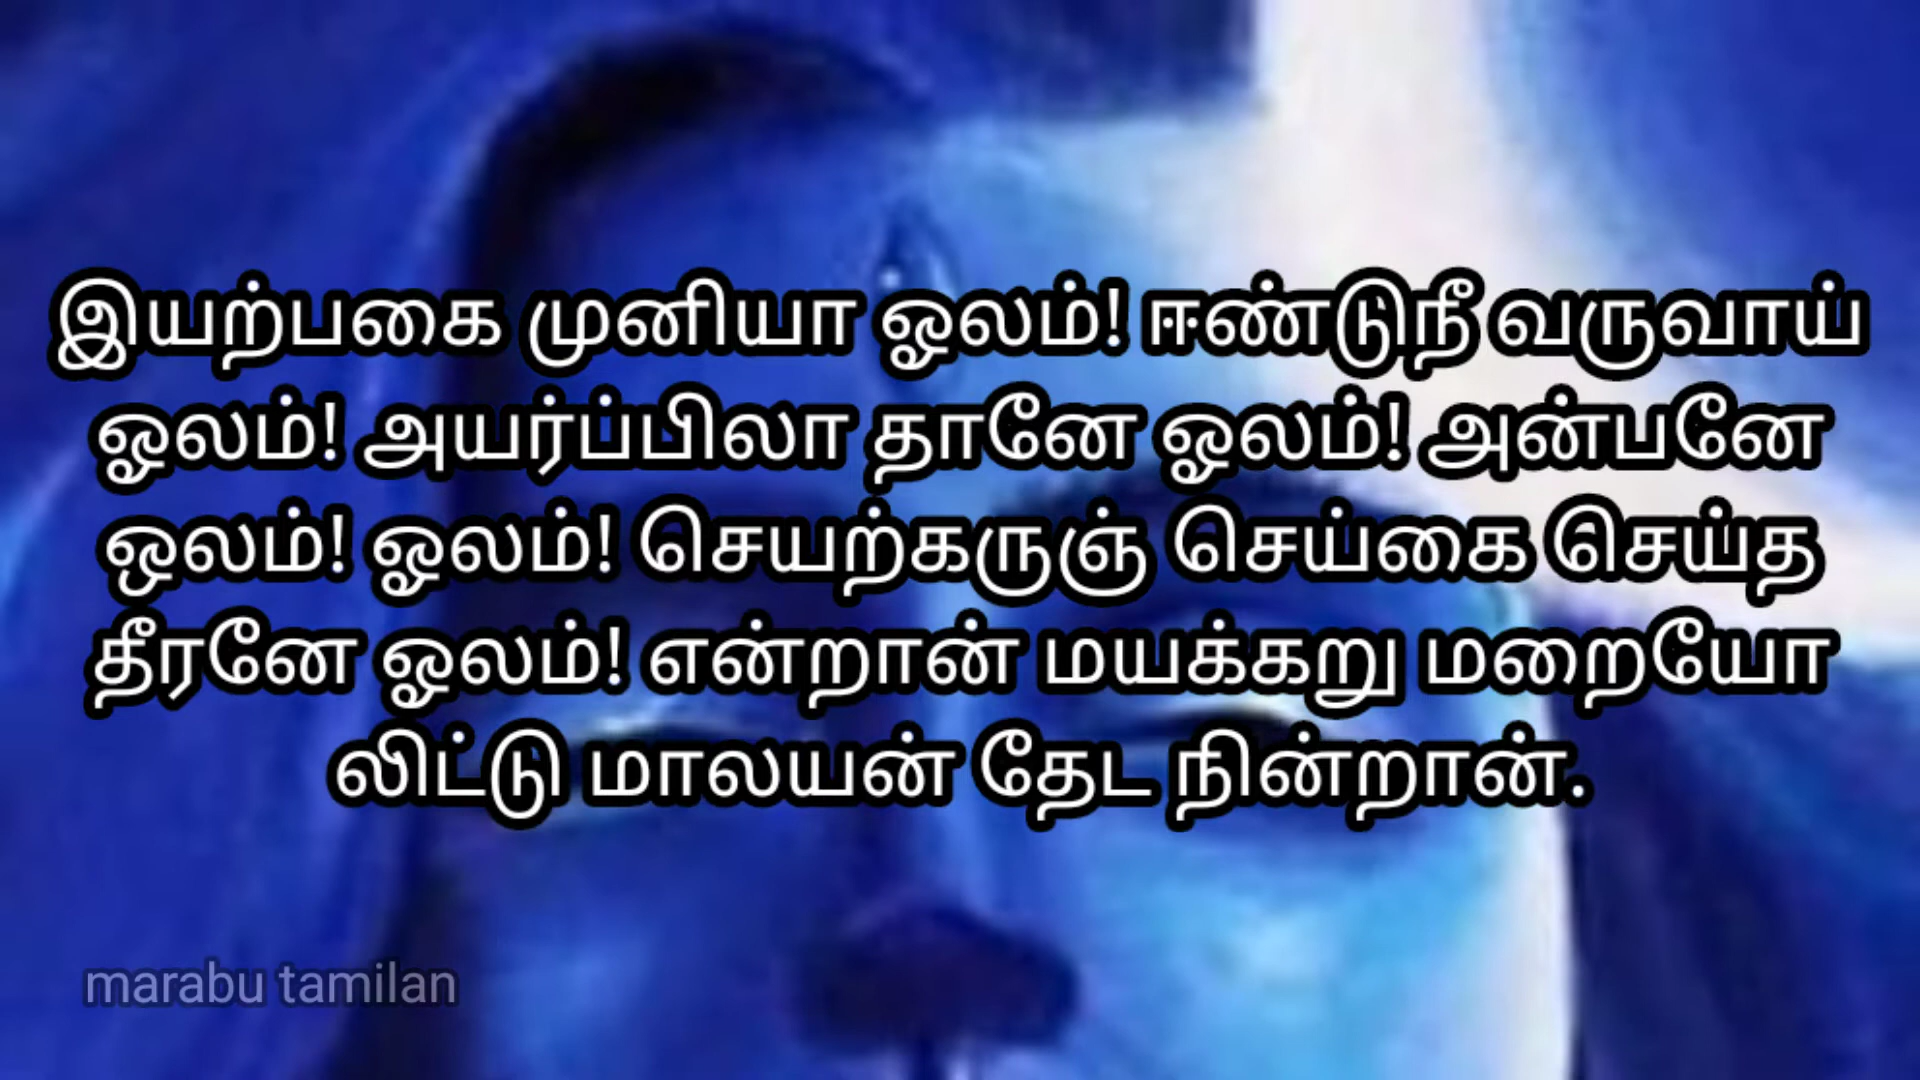 இயற்பகை முனியா ஓலம்! ஈண்டுநீ வருவாய்
ஓலம்! அயர்ப்பிலா தானே ஓலம்! அன்பனே
ஒலம்! ஓலம்! செயற்கருஞ் செய்கை செய்த
தீரனே ஓலம்! என்றான் மயக்கறு மறையோ
லிட்டு மாலயன் தேட நின்றான்.
marabu tamilan